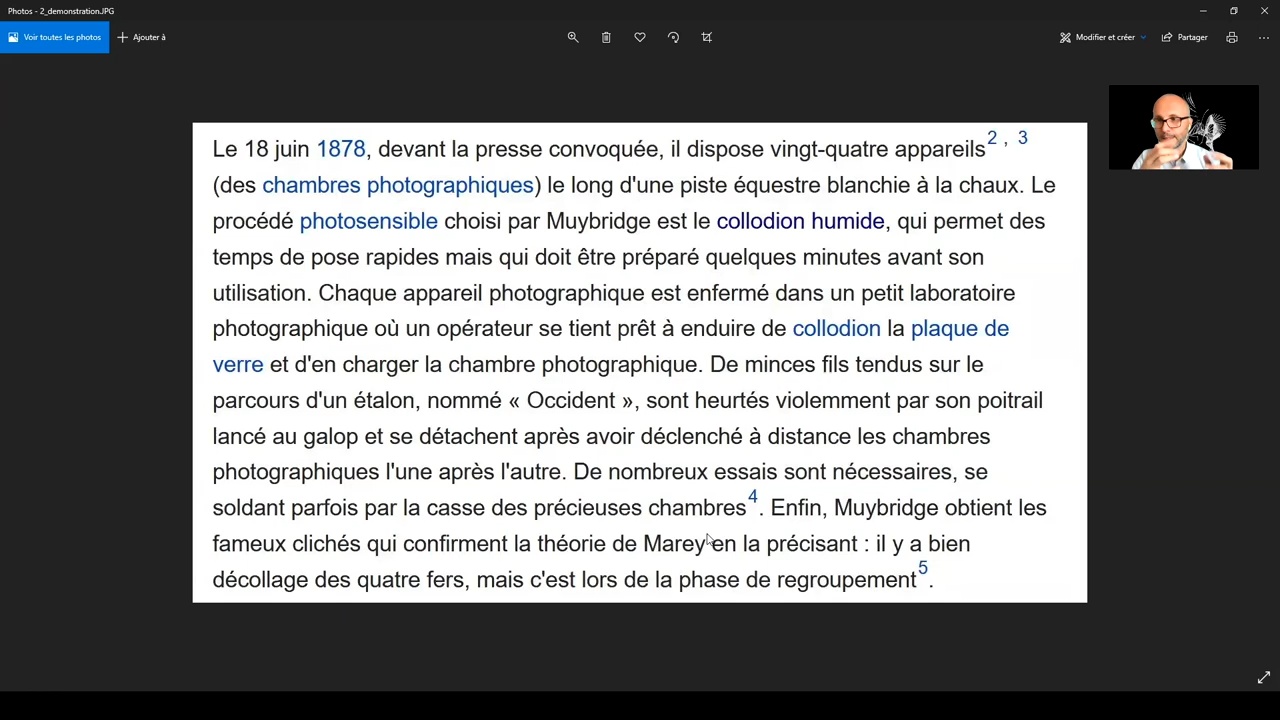 Photos - 2_demonstration.JPG
Voir toutes les photos
Ajouter à
Modifier et créer
Partager
Le 18 juin 1878, devant la presse convoquée, il dispose vingt-quatre appareils2 , 3
(des chambres photographiques) le long d'une piste équestre blanchie à la chaux. Le
procédé photosensible choisi par Muybridge est le collodion humide, qui permet des
temps de pose rapides mais qui doit être préparé quelques minutes avant son
utilisation. Chaque appareil photographique est enfermé dans un petit laboratoire
photographique où un opérateur se tient prêt à enduire de collodion la plaque de
verre et d'en charger la chambre photographique. De minces fils tendus sur le
parcours d'un étalon, nommé « Occident », sont heurtés violemment par son poitrail
lancé au galop et se détachent après avoir déclenché à distance les chambres
photographiques l'une après l'autre. De nombreux essais sont nécessaires, se
soldant parfois par la casse des précieuses chambres4. Enfin, Muybridge obtient les
fameux clichés qui confirment la théorie de Marey en la précisant : il y a bien
décollage des quatre fers, mais c'est lors de la phase de regroupement5.